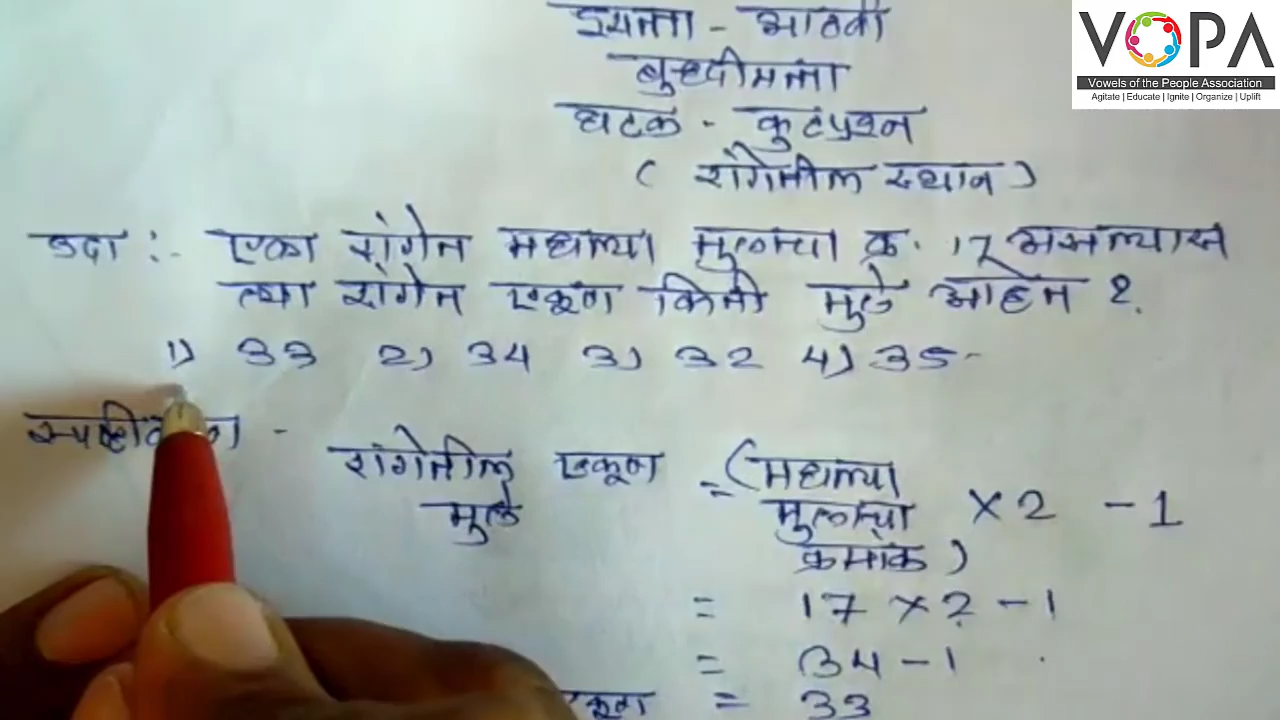 VOPA
Vowels of the People Association
Agitate | Educate | Ignite | Organize | Uplift
इयत्ता - आठवी
बुध्दीमत्ता
घटक - कुटप्रश्न
( रांगेतील स्थान )
उदा :- एका रांगेत मधल्या मुलाचा क्र. 17 असल्यास
त्या रांगेत एकूण किती मुले आहेत ?
1) 33 2) 34 3) 32 4) 35
स्पष्टीकरण -
रांगेतील एकूण = (मधल्या
मुले मुलाचा × 2 - 1
क्रमांक )
= 17 × 2 - 1
= 34 - 1
एकूण = 33